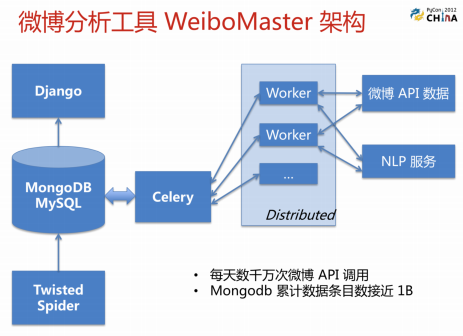 微博分析工具 WeiboMaster 架构
PyCon 2012
CHINA
Django
MongoDB
MySQL
Twisted
Spider
Celery
Worker
Worker
...
Distributed
微博 API 数据
NLP 服务
• 每天数千万次微博 API 调用
• Mongodb 累计数据条目数接近 1B